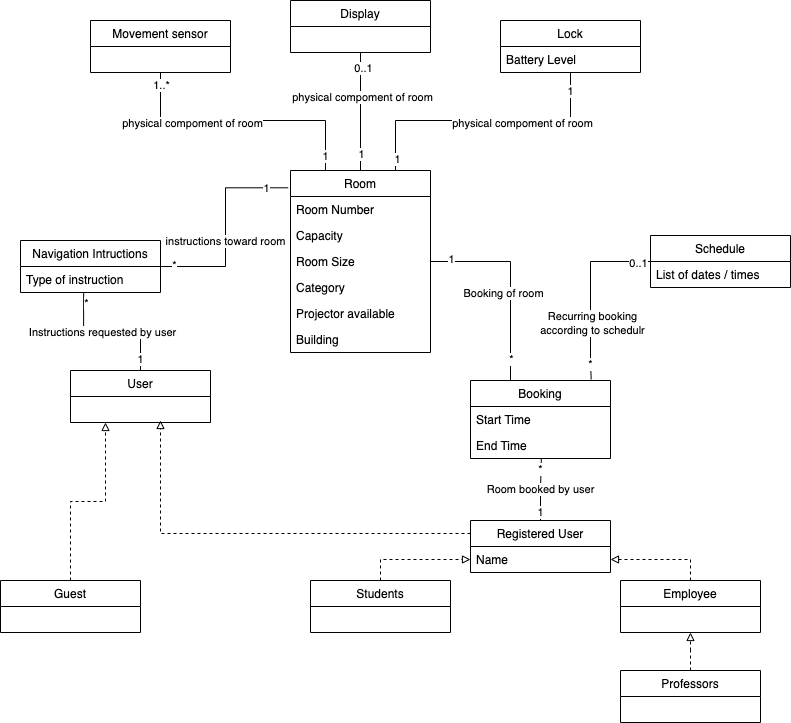 Display
Movement sensor
Lock
Battery Level
0..1
1..*
1
physical compoment of room
physical compoment of room
physical compoment of room
1
1
1
Room
Room Number
Capacity
Room Size
Category
Projector available
Building
1
instructions toward room
*
Navigation Intructions
Type of instruction
*
Instructions requested by user
1
User
1
Booking of room
*
Schedule
List of dates / times
0..1
Recurring booking
according to schedulr
*
Booking
Start Time
End Time
*
Room booked by user
1
Registered User
Name
Guest
Students
Employee
Professors